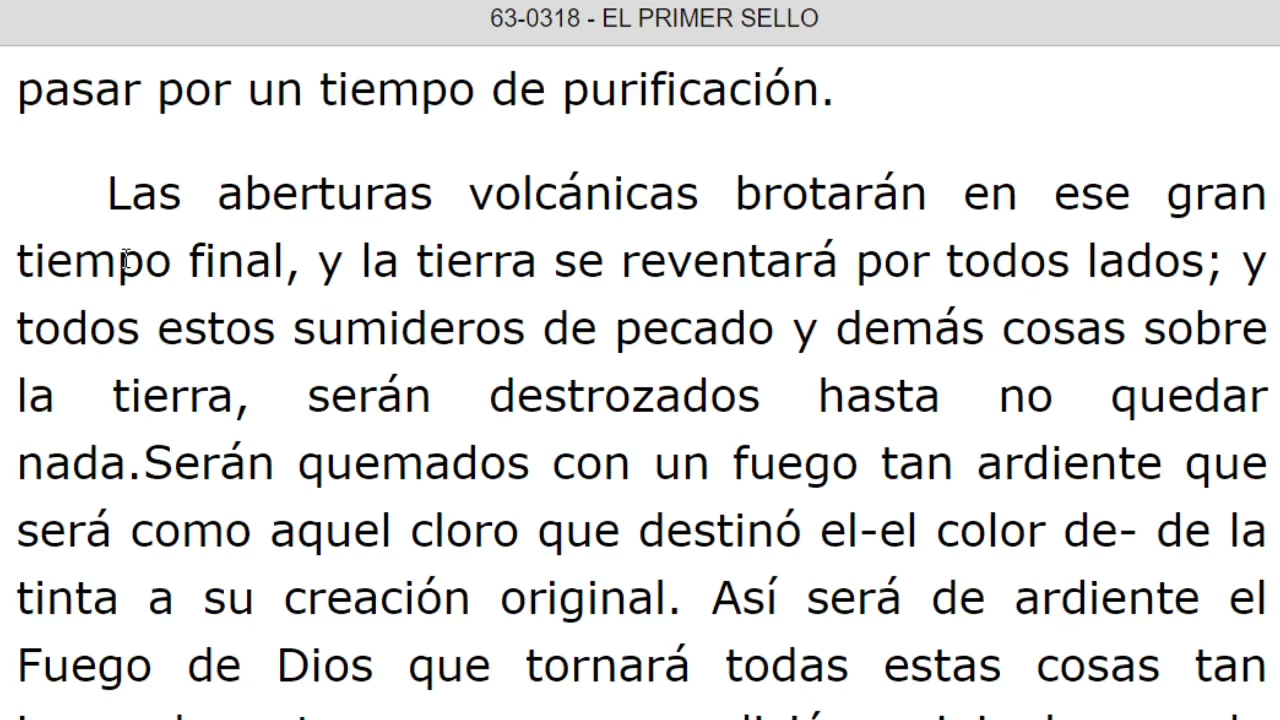 63-0318 - EL PRIMER SELLO
pasar por un tiempo de purificación.
Las aberturas volcánicas brotarán en ese gran
tiempo final, y la tierra se reventará por todos lados; y
todos estos sumideros de pecado y demás cosas sobre
la tierra, serán destrozados hasta no quedar
nada.Serán quemados con un fuego tan ardiente que
será como aquel cloro que destinó el-el color de- de la
tinta a su creación original. Así será de ardiente el
Fuego de Dios que tornará todas estas cosas tan